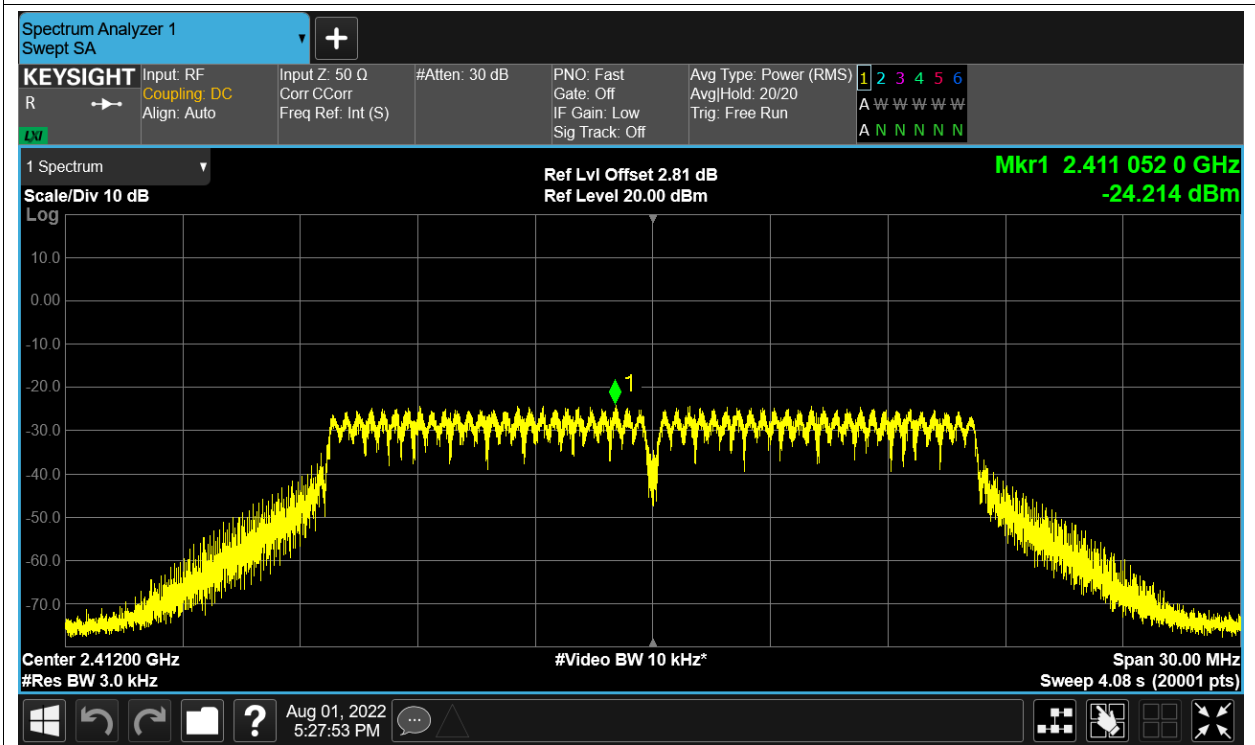 Spectrum Analyzer 1
Swept SA
KEYSIGHT
R
LXI
Input: RF
Coupling: DC
Align: Auto
Input Z: 50 Ω
Corr CCorr
Freq Ref: Int (S)
#Atten: 30 dB
PNO: Fast
Gate: Off
IF Gain: Low
Sig Track: Off
Avg Type: Power (RMS)
Avg|Hold: 20/20
Trig: Free Run
1 2 3 4 5 6
A W W W W W
A N N N N N
1 Spectrum
Scale/Div 10 dB
Log
Ref Lvl Offset 2.81 dB
Ref Level 20.00 dBm
Mkr1 2.411 052 0 GHz
-24.214 dBm
10.0
0.00
-10.0
-20.0
-30.0
-40.0
-50.0
-60.0
-70.0
1
Center 2.41200 GHz
#Res BW 3.0 kHz
#Video BW 10 kHz*
Span 30.00 MHz
Sweep 4.08 s (20001 pts)
?
Aug 01, 2022
5:27:53 PM